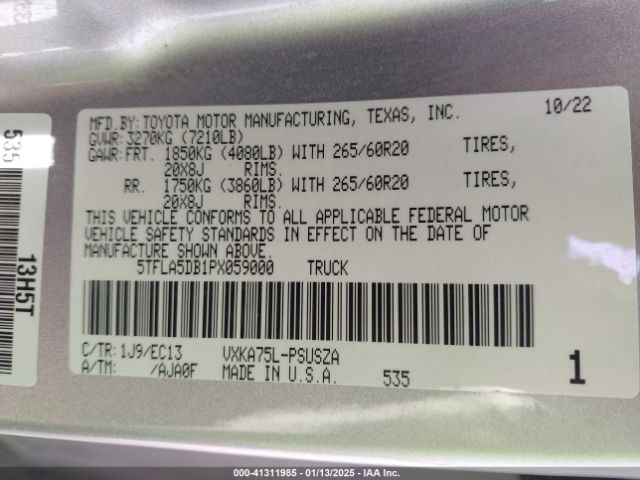 MFD.BY: TOYOTA MOTOR MANUFACTURING, TEXAS, INC. 10/22
GVWR: 3270KG (7210LB)
GAWR: FRT. 1850KG (4080LB) WITH 265/60R20 TIRES,
20X8J RIMS.
RR. 1750KG (3860LB) WITH 265/60R20 TIRES,
20X8J RIMS.
THIS VEHICLE CONFORMS TO ALL APPLICABLE FEDERAL MOTOR
VEHICLE SAFETY STANDARDS IN EFFECT ON THE DATE OF
MANUFACTURE SHOWN ABOVE.
5TFLA5DB1PX059000 TRUCK
C/TR: 1J9/EC13 VXKA75L-PSUSZA
A/TM: /AJA0F MADE IN U.S.A. 535 1
535
13H5T
000-41311985 - 01/13/2025 - IAA Inc.